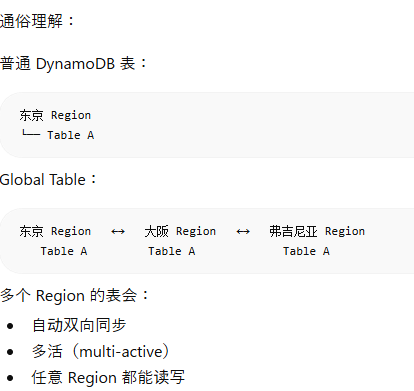 通俗理解：
普通 DynamoDB 表：
东京 Region
└── Table A
Global Table：
东京 Region ↔ 大阪 Region ↔ 弗吉尼亚 Region
Table A Table A Table A
多个 Region 的表会：
• 自动双向同步
• 多活（multi-active）
• 任意 Region 都能读写